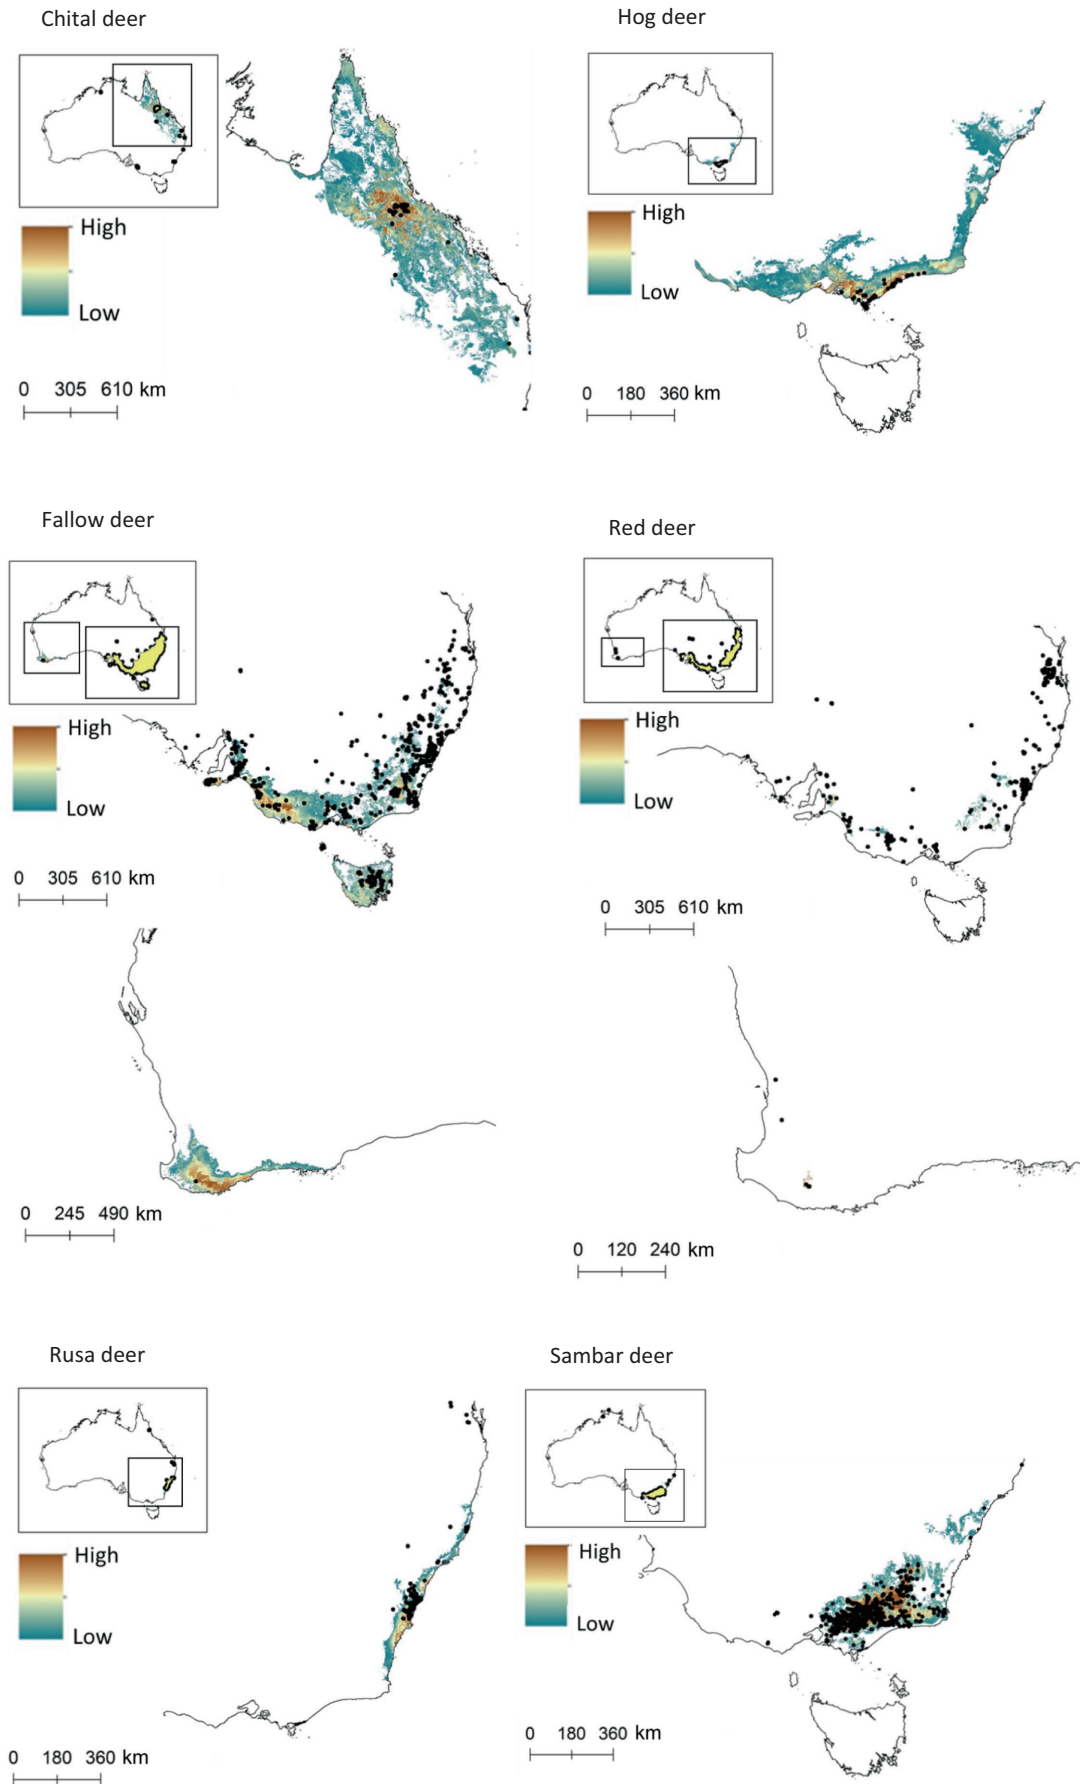 Chital deer
High
Low
0 305 610 km
Hog deer
High
Low
0 180 360 km
Fallow deer
High
Low
0 305 610 km
0 245 490 km
Red deer
High
Low
0 305 610 km
0 120 240 km
Rusa deer
High
Low
0 180 360 km
Sambar deer
High
Low
0 180 360 km